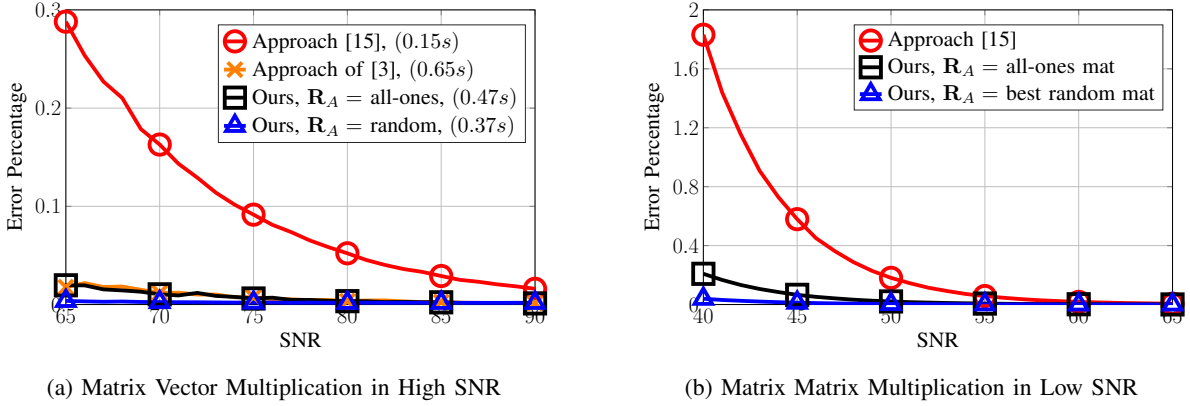 0.3
0.2
0.1
0
65
70
75
80
85
90
Error Percentage
SNR
Approach [15], (0.15s)
Approach of [3], (0.65s)
Ours, R_A = all-ones, (0.47s)
Ours, R_A = random, (0.37s)
(a) Matrix Vector Multiplication in High SNR
2
1.6
1.2
0.8
0.4
0
40
45
50
55
60
65
Error Percentage
SNR
Approach [15]
Ours, R_A = all-ones mat
Ours, R_A = best random mat
(b) Matrix Matrix Multiplication in Low SNR